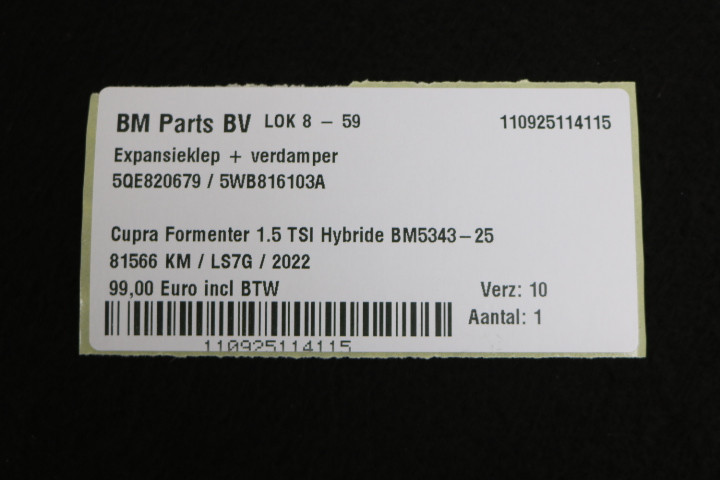 BM Parts BV LOK 8 - 59 110925114115
Expansieklep + verdamper
5QE820679 / 5WB816103A
Cupra Formenter 1.5 TSI Hybride BM5343-25
81566 KM / LS7G / 2022
99,00 Euro incl BTW Verz: 10
Aantal: 1
110925114115